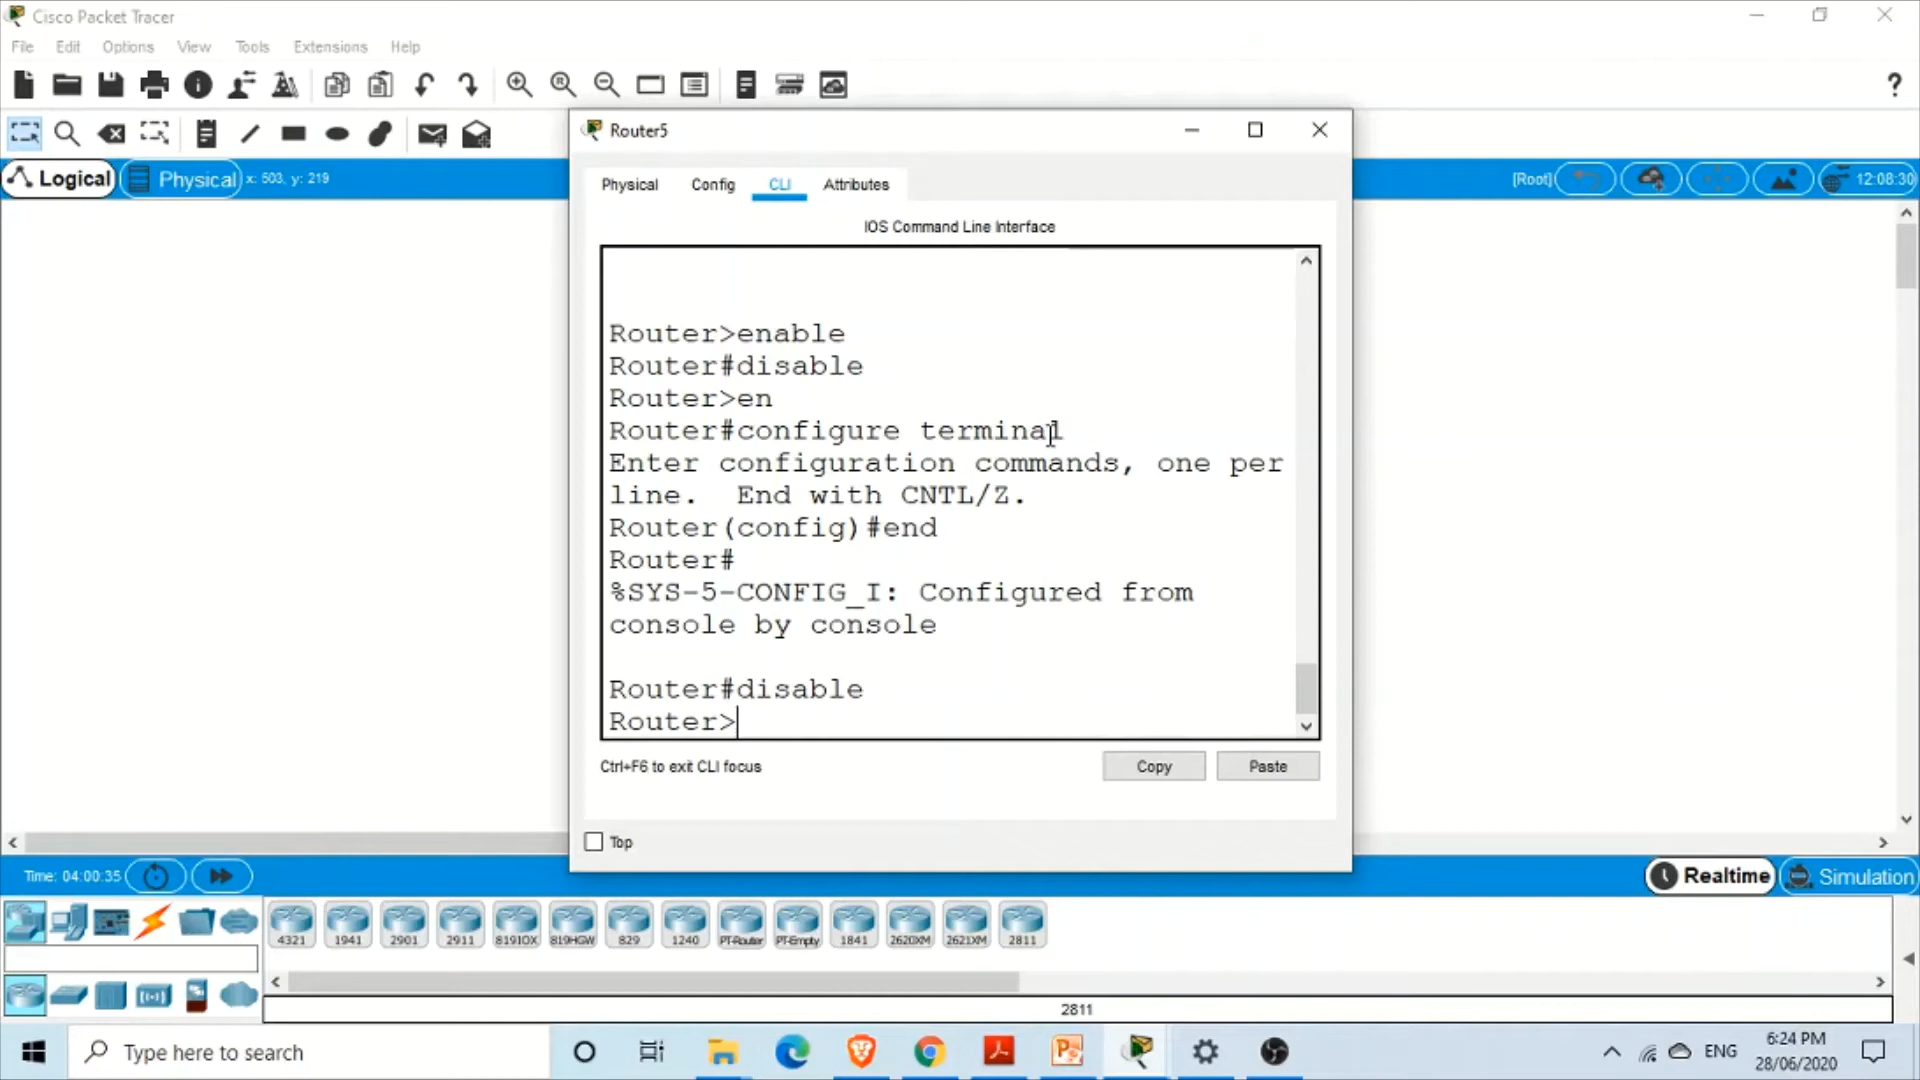 Cisco Packet Tracer
File Edit Options View Tools Extensions Help
?
Router5
Logical Physical x: 503, y: 219
[Root] 12:08:30
Physical Config CLI Attributes
IOS Command Line Interface
Router>enable
Router#disable
Router>en
Router#configure terminal
Enter configuration commands, one per
line.  End with CNTL/Z.
Router(config)#end
Router#
%SYS-5-CONFIG_I: Configured from
console by console
Router#disable
Router>
Ctrl+F6 to exit CLI focus
Copy Paste
Top
Time: 04:00:35
Realtime Simulation
4321 1941 2901 2911 819IOX 819HGW 829 1240 PT-Router PT-Empty 1841 2620XM 2621XM 2811
2811
Type here to search
ENG
6:24 PM
28/06/2020